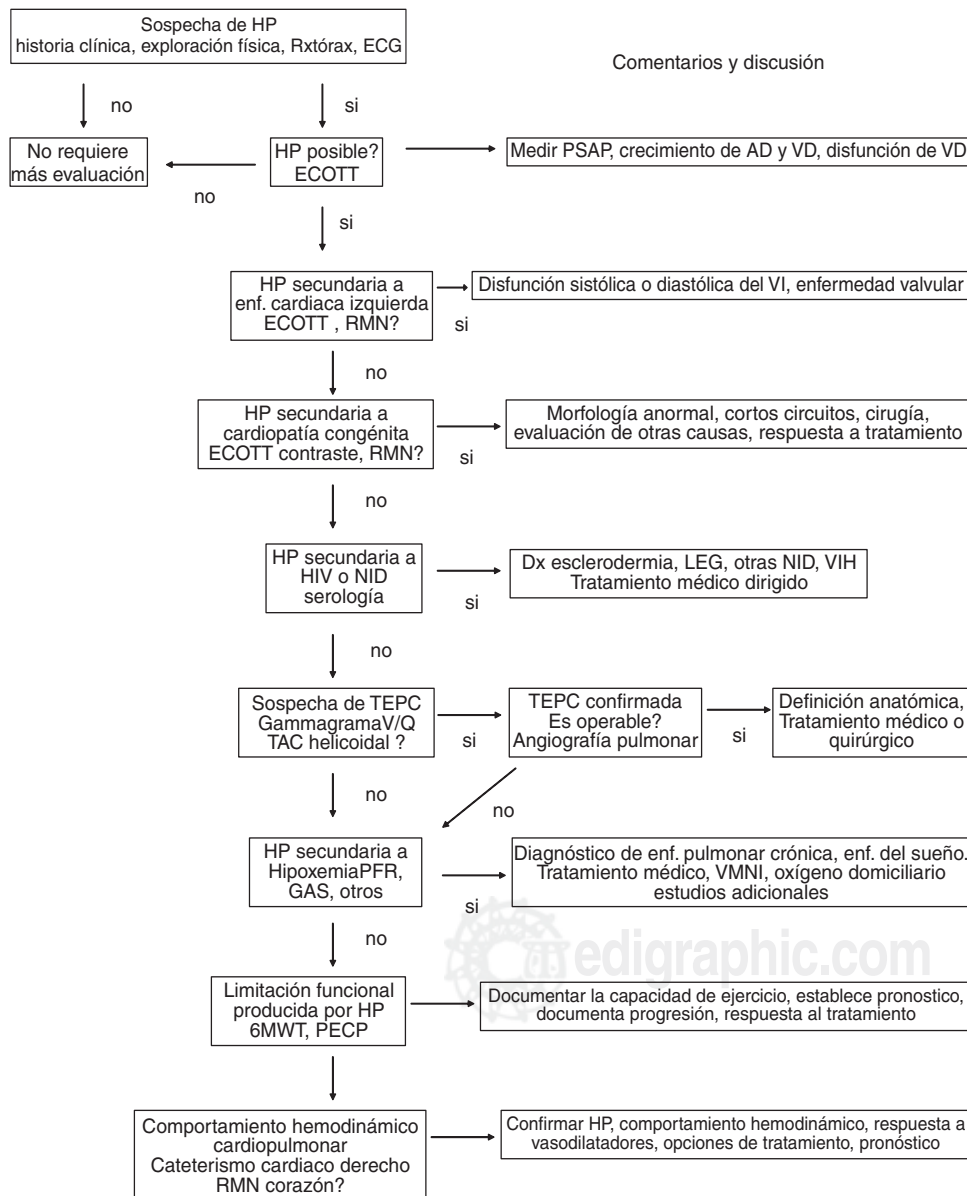 Sospecha de HP
historia clínica, exploración física, Rxtórax, ECG
Comentarios y discusión
no
si
No requiere
más evaluación
HP posible?
ECOTT
Medir PSAP, crecimiento de AD y VD, disfunción de VD
no
si
HP secundaria a
enf. cardiaca izquierda
ECOTT , RMN?
si
Disfunción sistólica o diastólica del VI, enfermedad valvular
no
HP secundaria a
cardiopatía congénita
ECOTT contraste, RMN?
si
Morfología anormal, cortos circuitos, cirugía,
evaluación de otras causas, respuesta a tratamiento
no
HP secundaria a
HIV o NID
serología
si
Dx esclerodermia, LEG, otras NID, VIH
Tratamiento médico dirigido
no
Sospecha de TEPC
GammagramaV/Q
TAC helicoidal ?
si
TEPC confirmada
Es operable?
Angiografía pulmonar
si
Definición anatómica,
Tratamiento médico o
quirúrgico
no
no
HP secundaria a
HipoxemiaPFR,
GAS, otros
si
Diagnóstico de enf. pulmonar crónica, enf. del sueño.
Tratamiento médico, VMNI, oxígeno domiciliario
estudios adicionales
no
edigraphic.com
Limitación funcional
producida por HP
6MWT, PECP
Documentar la capacidad de ejercicio, establece pronostico,
documenta progresión, respuesta al tratamiento
Comportamiento hemodinámico
cardiopulmonar
Cateterismo cardiaco derecho
RMN corazón?
Confirmar HP, comportamiento hemodinámico, respuesta a
vasodilatadores, opciones de tratamiento, pronóstico